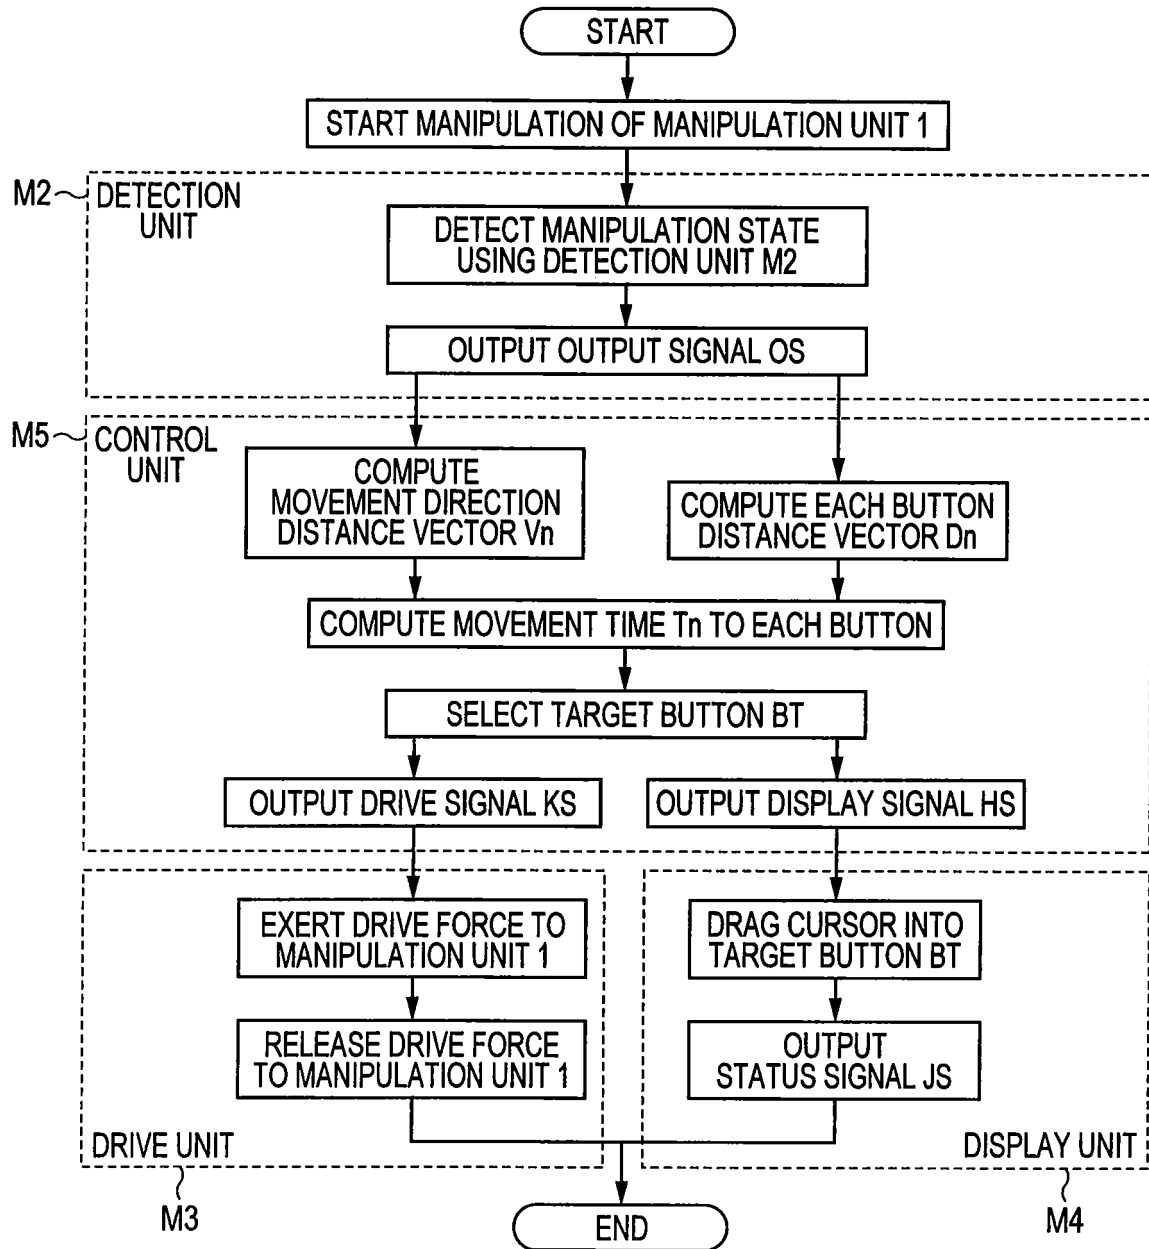 START
START MANIPULATION OF MANIPULATION UNIT 1
M2
DETECTION
UNIT
DETECT MANIPULATION STATE
USING DETECTION UNIT M2
OUTPUT OUTPUT SIGNAL OS
M5
CONTROL
UNIT
COMPUTE
MOVEMENT DIRECTION
DISTANCE VECTOR Vn
COMPUTE EACH BUTTON
DISTANCE VECTOR Dn
COMPUTE MOVEMENT TIME Tn TO EACH BUTTON
SELECT TARGET BUTTON BT
OUTPUT DRIVE SIGNAL KS
OUTPUT DISPLAY SIGNAL HS
EXERT DRIVE FORCE TO
MANIPULATION UNIT 1
DRAG CURSOR INTO
TARGET BUTTON BT
RELEASE DRIVE FORCE
TO MANIPULATION UNIT 1
OUTPUT
STATUS SIGNAL JS
DRIVE UNIT
DISPLAY UNIT
M3
M4
END